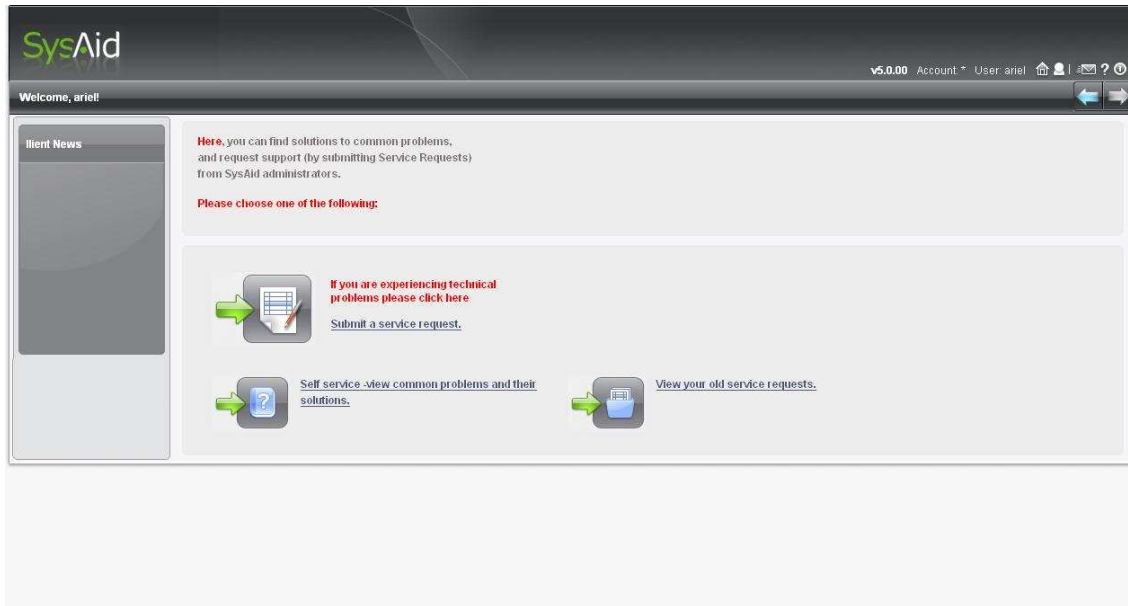 SysAid
v5.0.00 Account * User: ariel
Welcome, ariel!
Ilient News
Here, you can find solutions to common problems,
and request support (by submitting Service Requests)
from SysAid administrators.
Please choose one of the following:
If you are experiencing technical
problems please click here
Submit a service request.
Self service -view common problems and their
solutions.
View your old service requests.